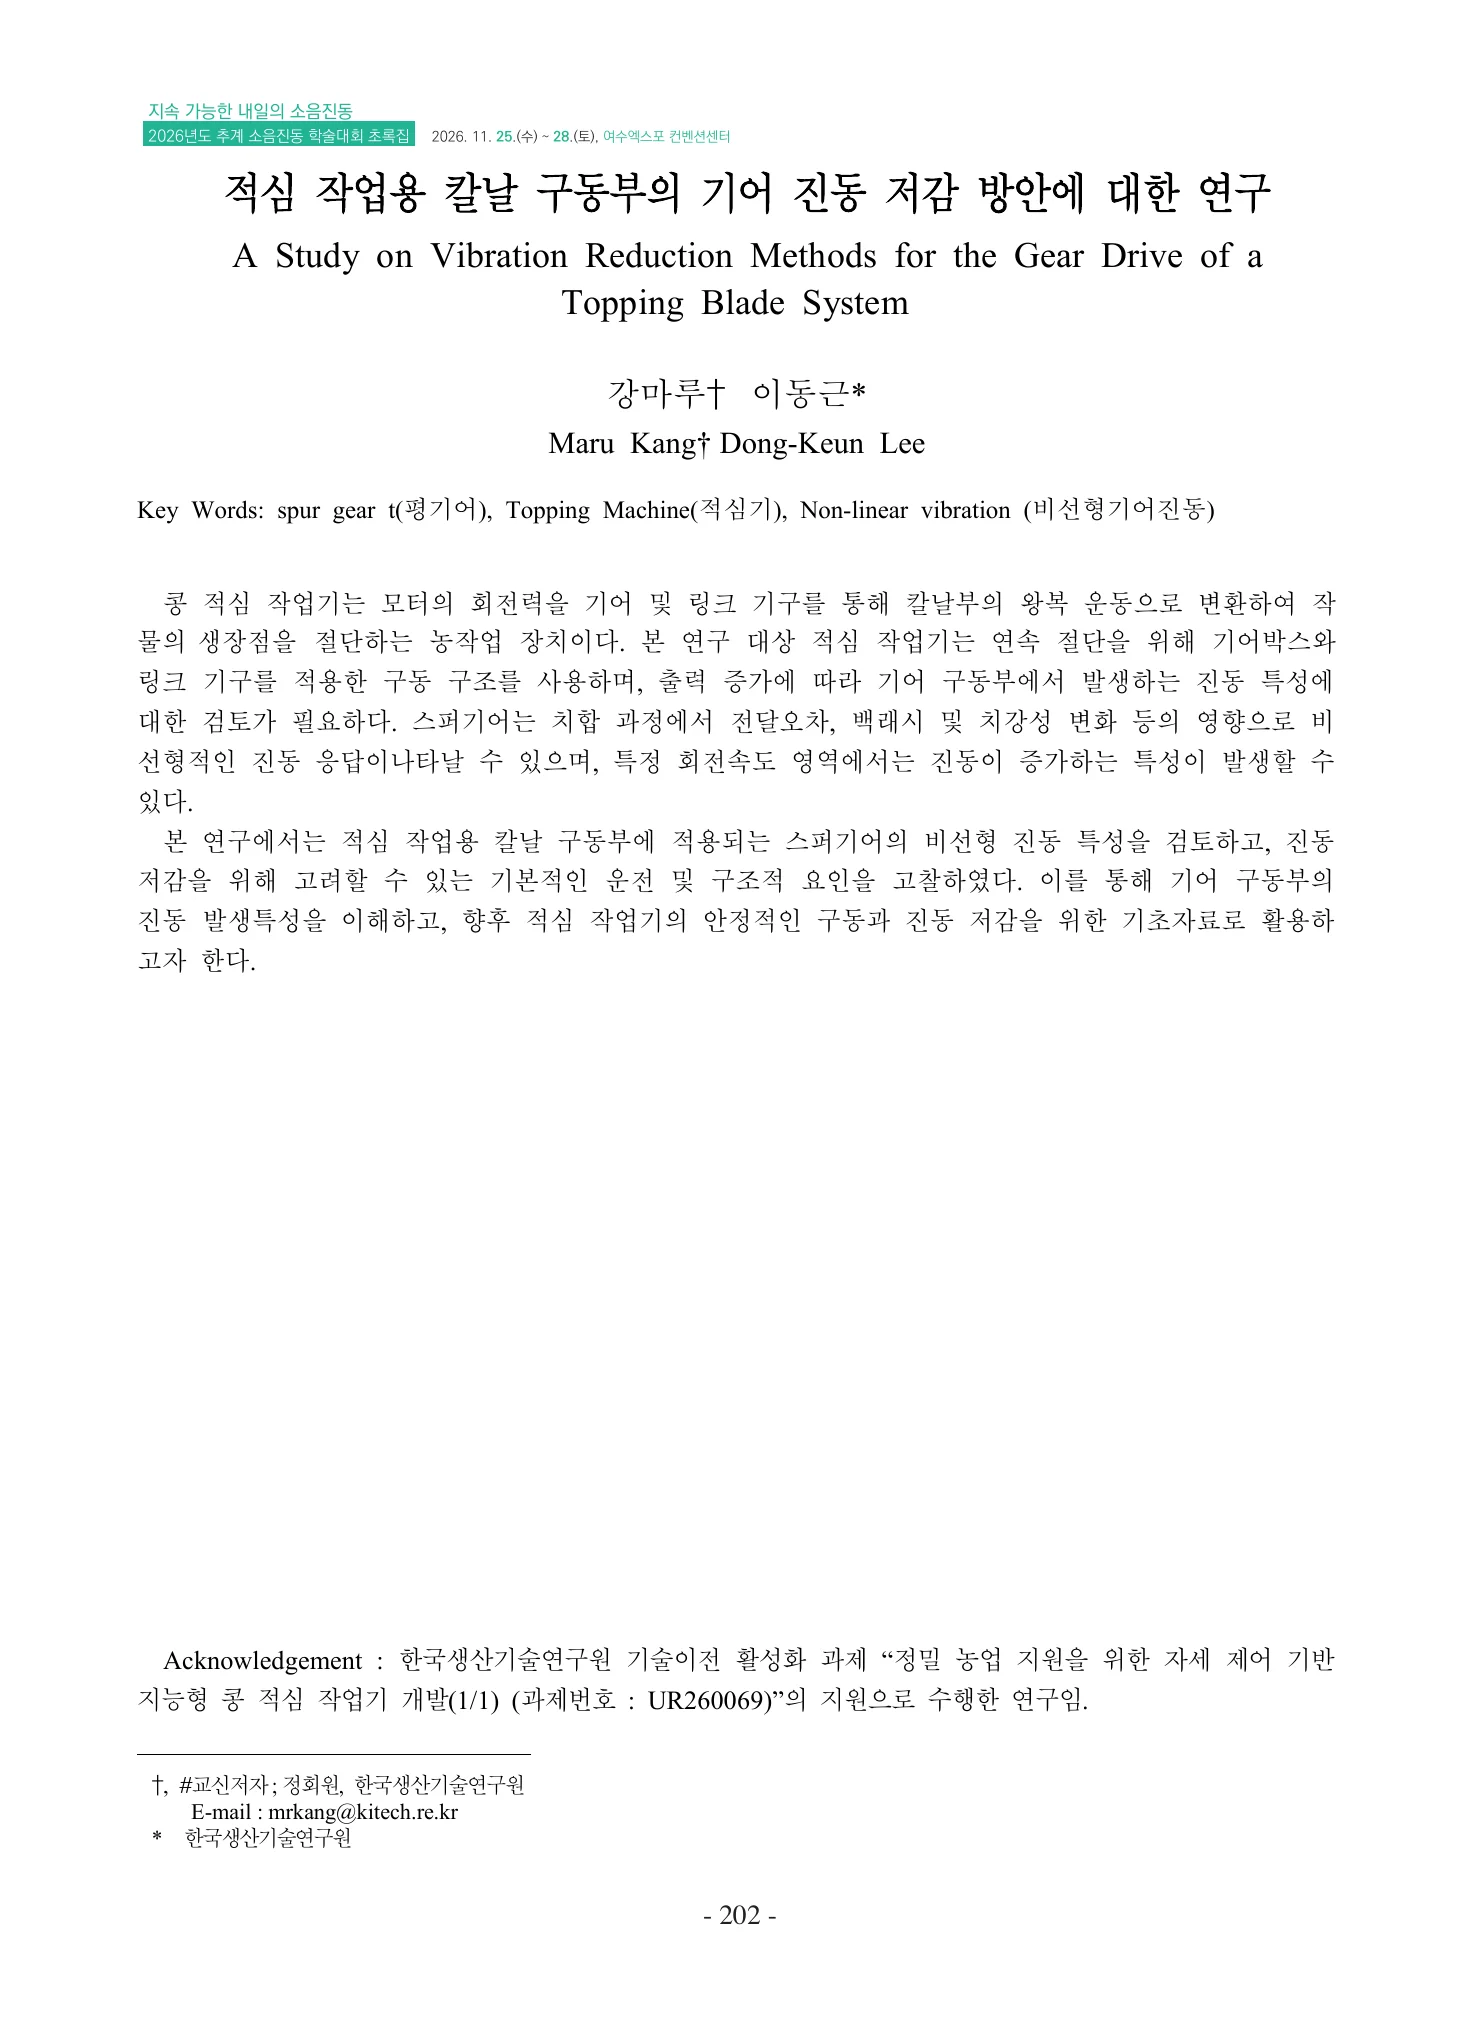 지속 가능한 내일의 소음진동
2026년도 추계 소음진동 학술대회 초록집 2026. 11. 25.(수) ~ 28.(토), 여수엑스포 컨벤션센터
적심 작업용 칼날 구동부의 기어 진동 저감 방안에 대한 연구
A Study on Vibration Reduction Methods for the Gear Drive of a
Topping Blade System
강마루† 이동근*
Maru Kang† Dong-Keun Lee
Key Words: spur gear t(평기어), Topping Machine(적심기), Non-linear vibration (비선형기어진동)
콩 적심 작업기는 모터의 회전력을 기어 및 링크 기구를 통해 칼날부의 왕복 운동으로 변환하여 작
물의 생장점을 절단하는 농작업 장치이다. 본 연구 대상 적심 작업기는 연속 절단을 위해 기어박스와
링크 기구를 적용한 구동 구조를 사용하며, 출력 증가에 따라 기어 구동부에서 발생하는 진동 특성에
대한 검토가 필요하다. 스퍼기어는 치합 과정에서 전달오차, 백래시 및 치강성 변화 등의 영향으로 비
선형적인 진동 응답이나타날 수 있으며, 특정 회전속도 영역에서는 진동이 증가하는 특성이 발생할 수
있다.
본 연구에서는 적심 작업용 칼날 구동부에 적용되는 스퍼기어의 비선형 진동 특성을 검토하고, 진동
저감을 위해 고려할 수 있는 기본적인 운전 및 구조적 요인을 고찰하였다. 이를 통해 기어 구동부의
진동 발생특성을 이해하고, 향후 적심 작업기의 안정적인 구동과 진동 저감을 위한 기초자료로 활용하
고자 한다.
Acknowledgement : 한국생산기술연구원 기술이전 활성화 과제 “정밀 농업 지원을 위한 자세 제어 기반
지능형 콩 적심 작업기 개발(1/1) (과제번호 : UR260069)”의 지원으로 수행한 연구임.
†, #교신저자; 정회원, 한국생산기술연구원
E-mail : mrkang@kitech.re.kr
* 한국생산기술연구원
- 202 -